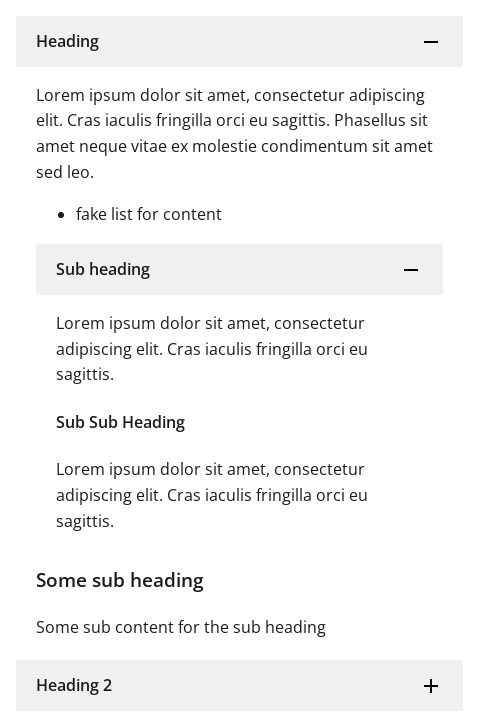 Heading
Lorem ipsum dolor sit amet, consectetur adipiscing
elit. Cras iaculis fringilla orci eu sagittis. Phasellus sit
amet neque vitae ex molestie condimentum sit amet
sed leo.
fake list for content
Sub heading
Lorem ipsum dolor sit amet, consectetur
adipiscing elit. Cras iaculis fringilla orci eu
sagittis.
Sub Sub Heading
Lorem ipsum dolor sit amet, consectetur
adipiscing elit. Cras iaculis fringilla orci eu
sagittis.
Some sub heading
Some sub content for the sub heading
Heading 2